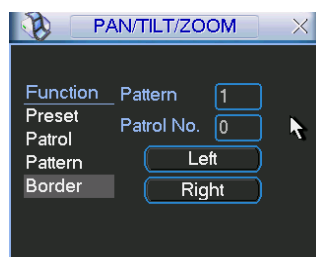 PAN/TILT/ZOOM
Function
Preset
Patrol
Pattern
Border
Pattern 1
Patrol No. 0
Left
Right